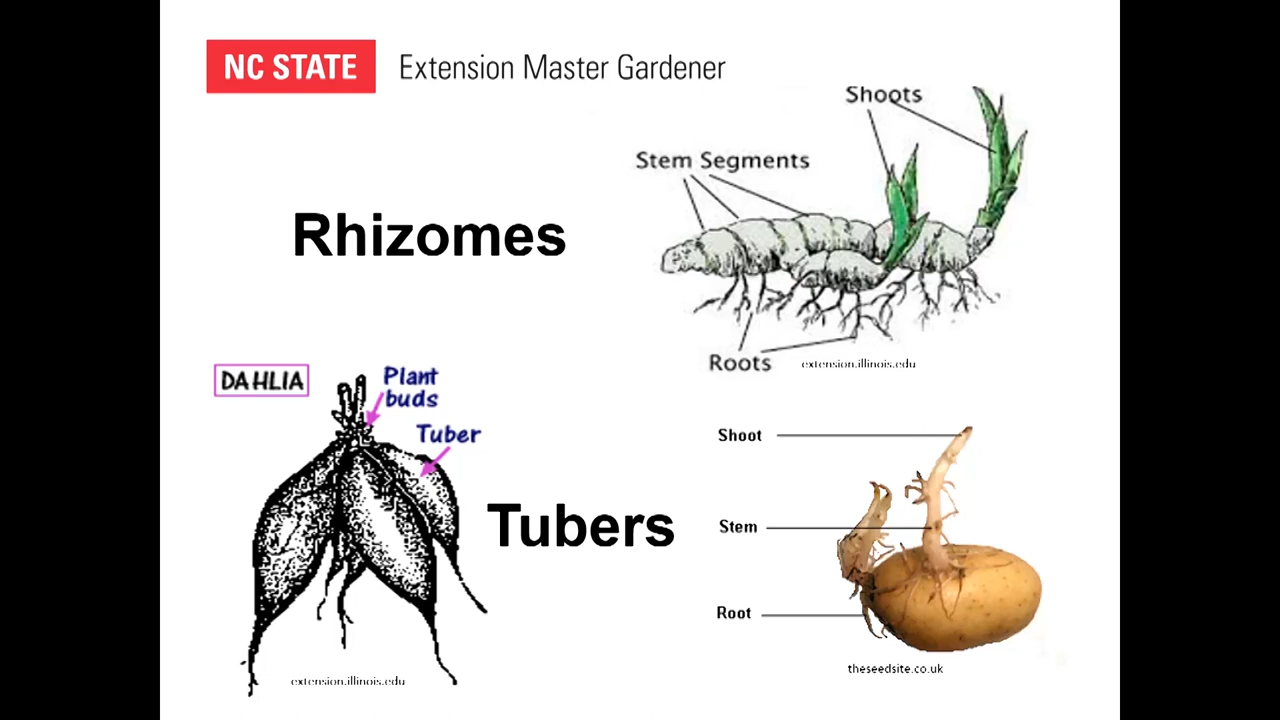 NC STATE Extension Master Gardener
Shoots
Stem Segments
Rhizomes
Roots
extension.illinois.edu
DAHLIA
Plant
buds
Tuber
Tubers
extension.illinois.edu
Shoot
Stem
Root
theseedsite.co.uk